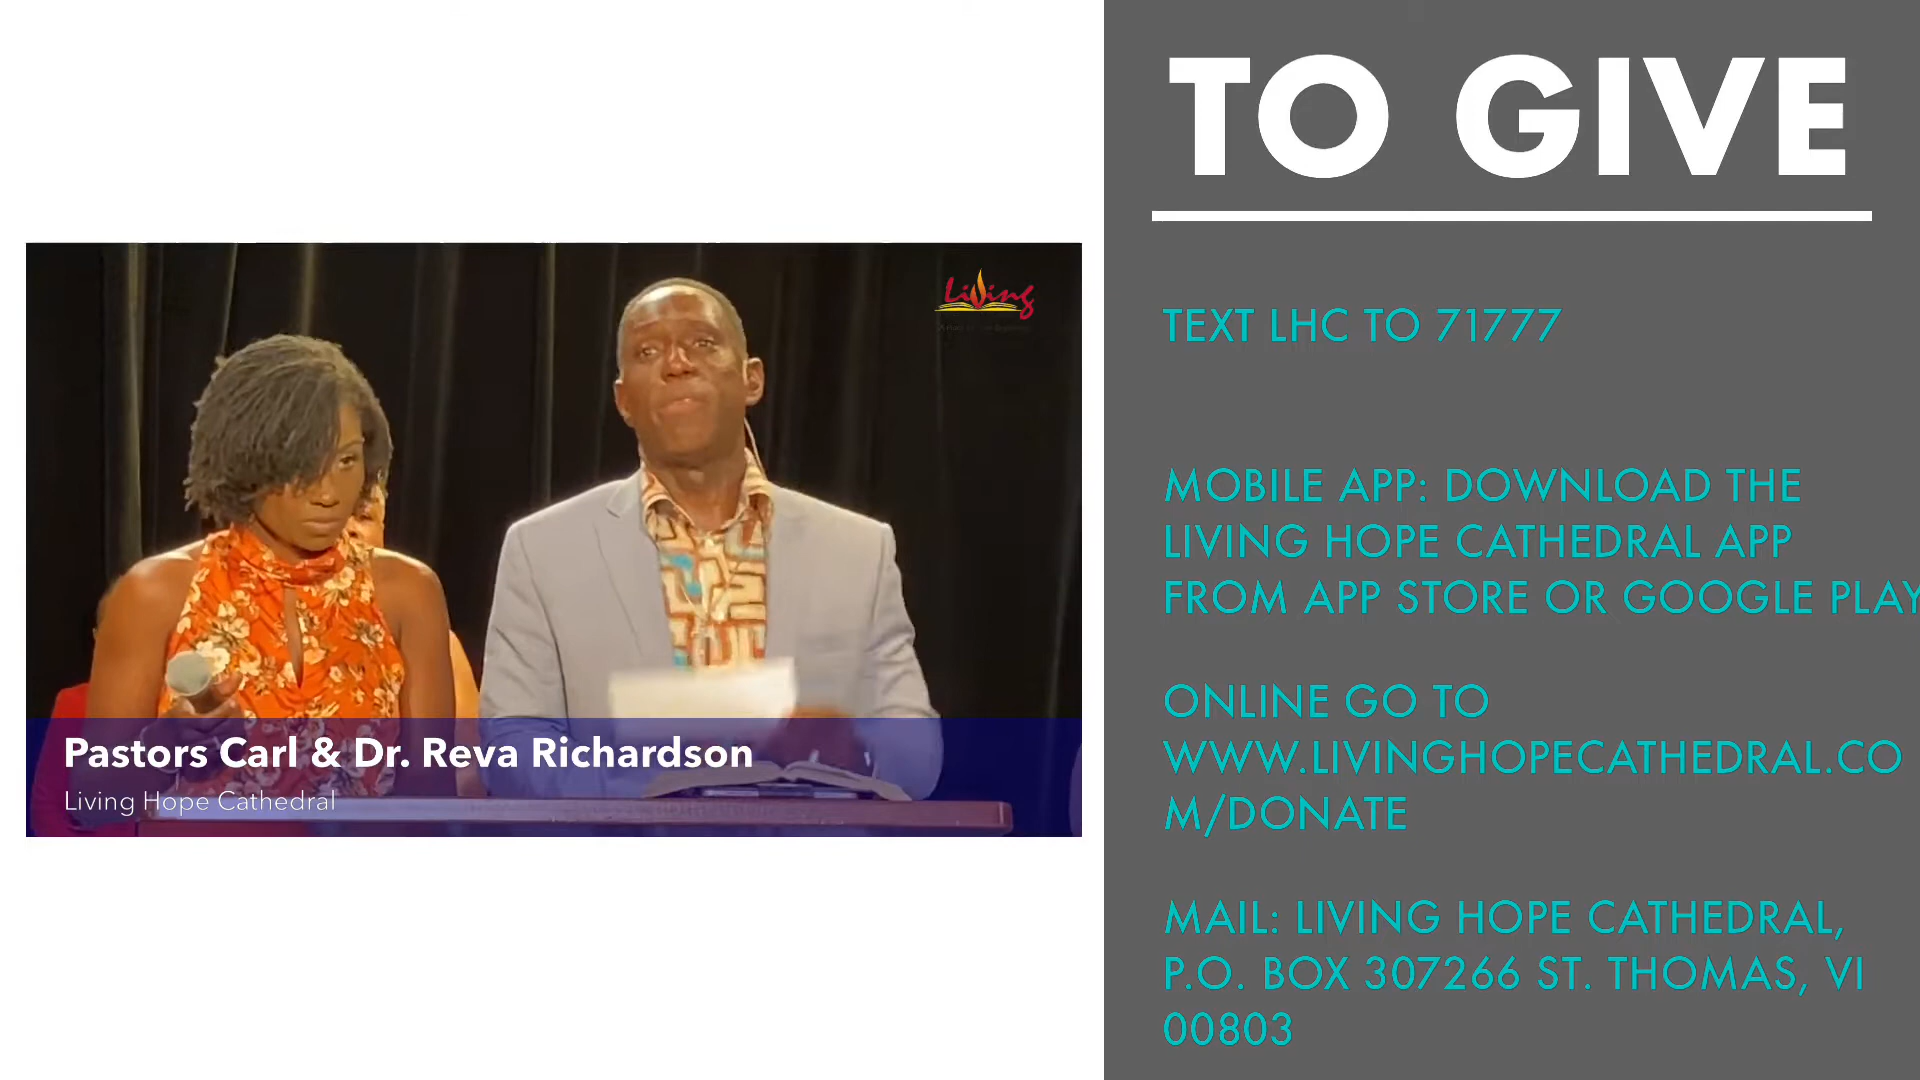 Living
Pastors Carl & Dr. Reva Richardson
Living Hope Cathedral
TO GIVE
TEXT LHC TO 71777
MOBILE APP: DOWNLOAD THE
LIVING HOPE CATHEDRAL APP
FROM APP STORE OR GOOGLE PLAY
ONLINE GO TO
WWW.LIVINGHOPECATHEDRAL.CO
M/DONATE
MAIL: LIVING HOPE CATHEDRAL,
P.O. BOX 307266 ST. THOMAS, VI
00803